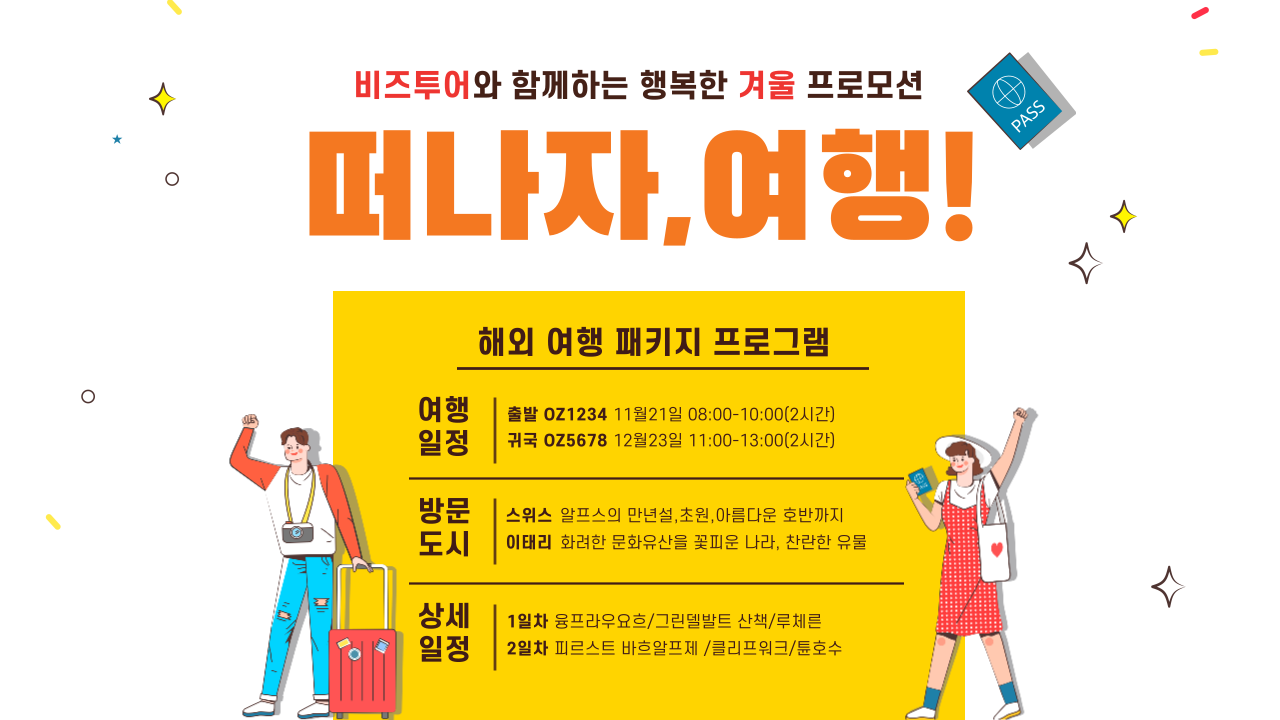 비즈투어와 함께하는 행복한 겨울 프로모션
PASS
떠나자,여행!
해외 여행 패키지 프로그램
여행
일정
출발 OZ1234 11월21일 08:00-10:00(2시간)
귀국 OZ5678 12월23일 11:00-13:00(2시간)
방문
도시
스위스 알프스의 만년설,초원,아름다운 호반까지
이태리 화려한 문화유산을 꽃피운 나라, 찬란한 유물
상세
일정
1일차 융프라우요흐/그린델발트 산책/루체른
2일차 피르스트 바흐알프제 /클리프워크/튠호수